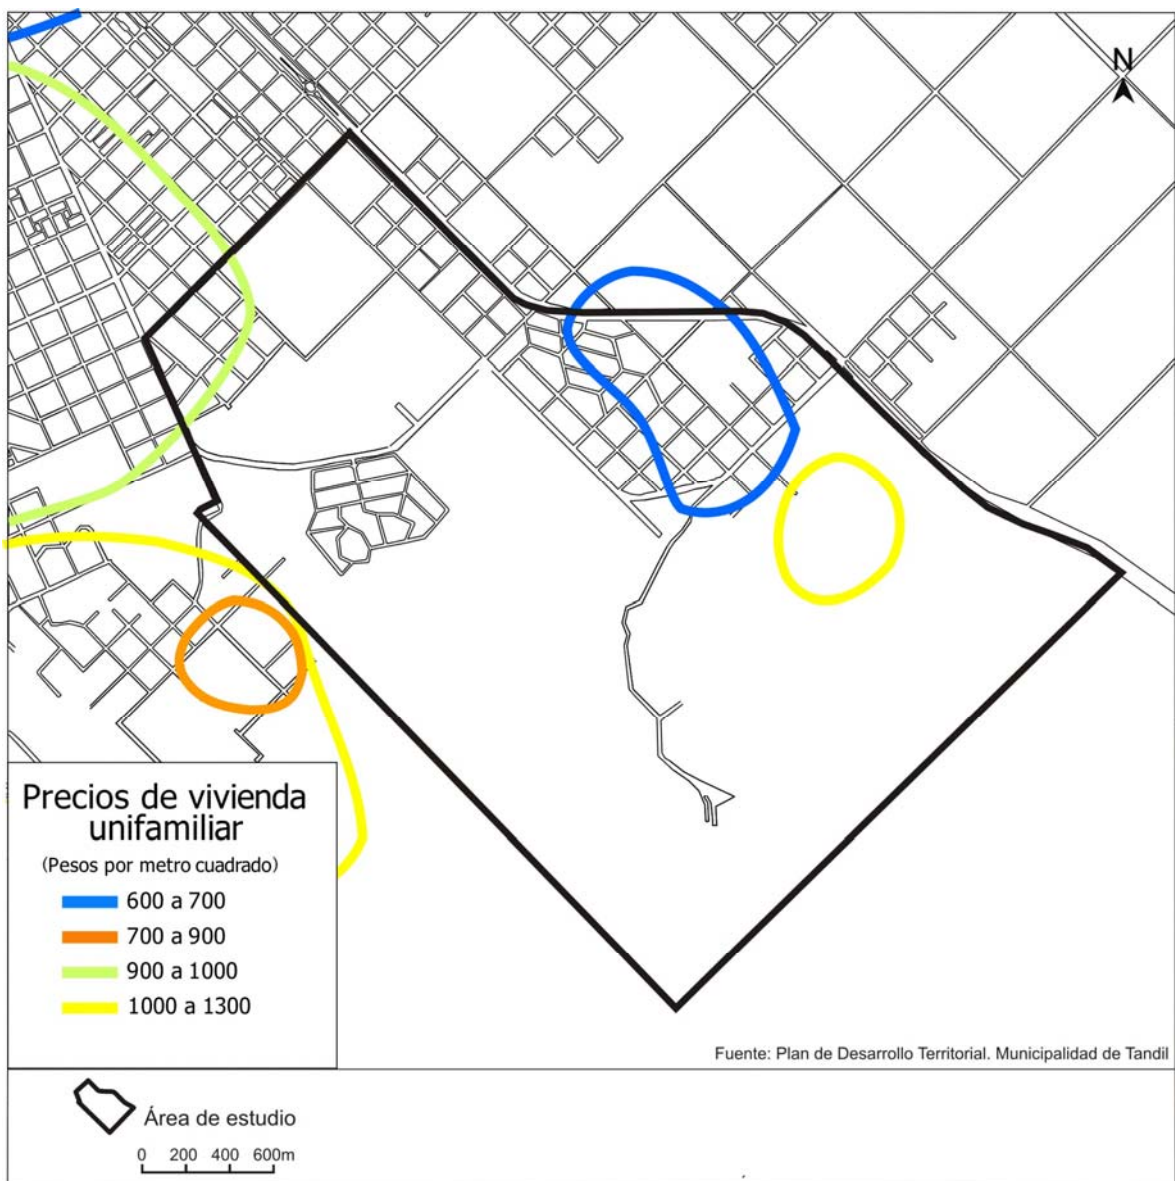 N
Precios de vivienda
unifamiliar
(Pesos por metro cuadrado)
600 a 700
700 a 900
900 a 1000
1000 a 1300
Fuente: Plan de Desarrollo Territorial. Municipalidad de Tandil
Área de estudio
0 200 400 600m